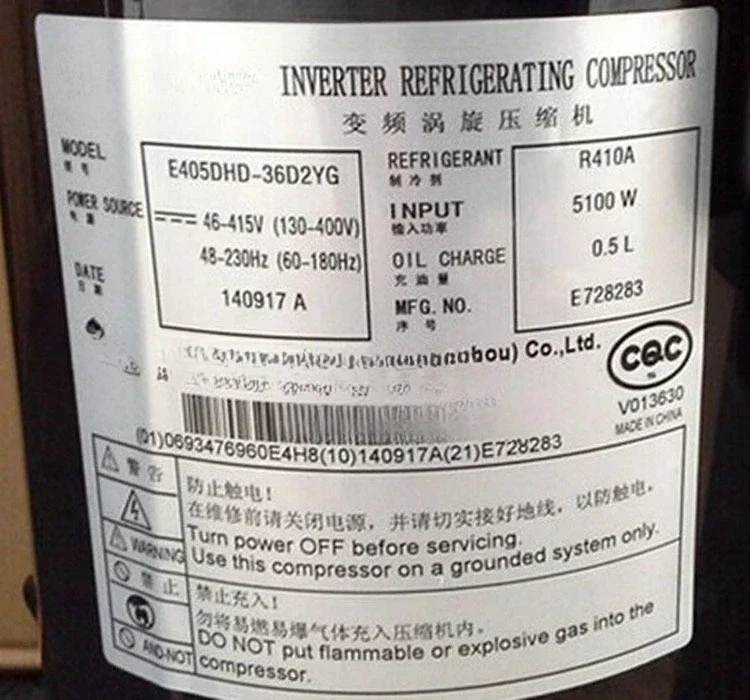 INVERTER REFRIGERATING COMPRESSOR
变频涡旋压缩机
MODEL
型号
E405DHD-36D2YG
POWER SOURCE
电源
46-415V (130-400V)
48-230Hz (60-180Hz)
DATE
日期
140917 A
REFRIGERANT
制冷剂
R410A
INPUT
输入功率
5100 W
OIL CHARGE
充油量
0.5 L
MFG. NO.
序号
E728283
Co.,Ltd.
CQC
V013630
MADE IN CHINA
(01)0693476960E4H8(10)140917A(21)E728283
警告
WARNING
防止触电!
在维修前请关闭电源，并请切实接好地线，以防触电.
Turn power OFF before servicing.
Use this compressor on a grounded system only.
禁止
AND-NOT
禁止充入!
勿将易燃易爆气体充入压缩机内.
DO NOT put flammable or explosive gas into the
compressor.